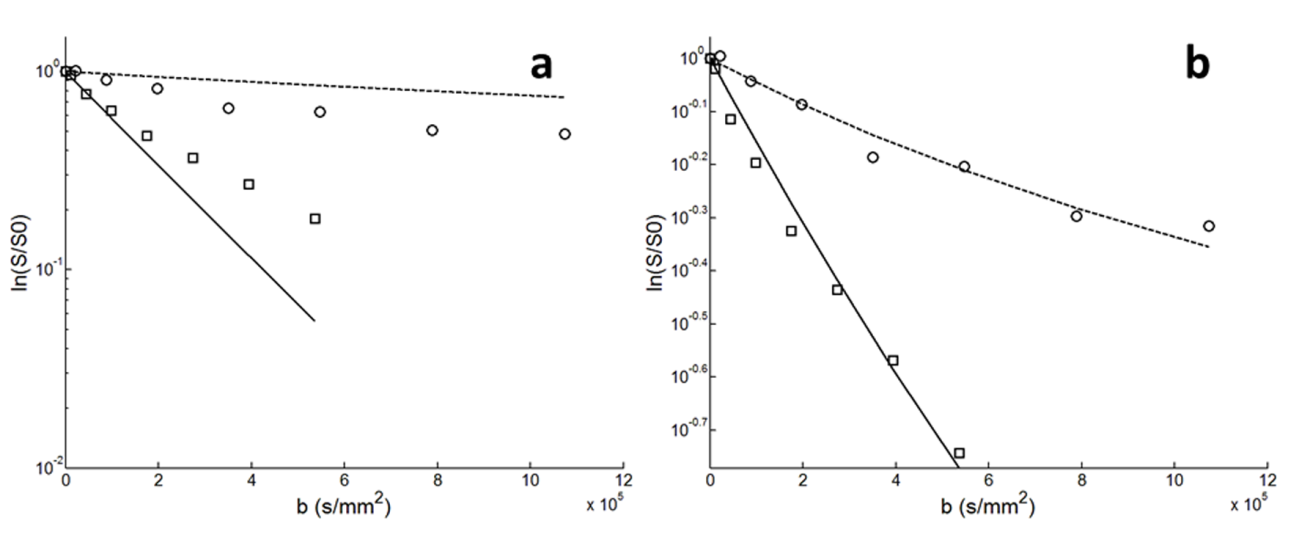 a
10^0
10^-1
10^-2
ln(S/S0)
0 2 4 6 8 10 12
b (s/mm^2)
x 10^5
b
10^0
10^-0.1
10^-0.2
10^-0.3
10^-0.4
10^-0.5
10^-0.6
10^-0.7
ln(S/S0)
0 2 4 6 8 10 12
b (s/mm^2)
x 10^5